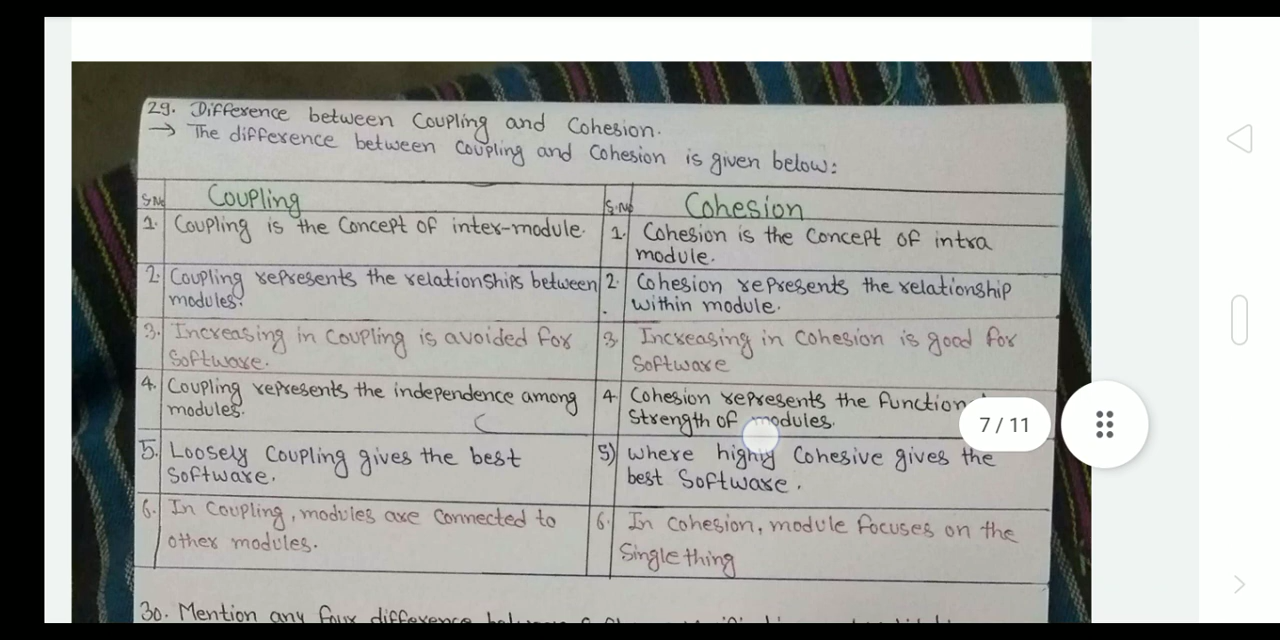 29. Difference between Coupling and Cohesion.
→ The difference between Coupling and Cohesion is given below:
S.No Coupling S.No Cohesion
1. Coupling is the Concept of inter-module.
1. Cohesion is the Concept of intra
module.
2. Coupling represents the relationships between
modules.
2. Cohesion represents the relationship
within module.
3. Increasing in Coupling is avoided for
Software.
3. Increasing in Cohesion is good for
Software
4. Coupling represents the independence among
modules.
4. Cohesion represents the function
strength of modules.
5. Loosely Coupling gives the best
Software.
5) where highly Cohesive gives the
best Software.
6. In Coupling, modules are connected to
other modules.
6. In cohesion, module focuses on the
Single thing
7 / 11
30. Mention any four difference